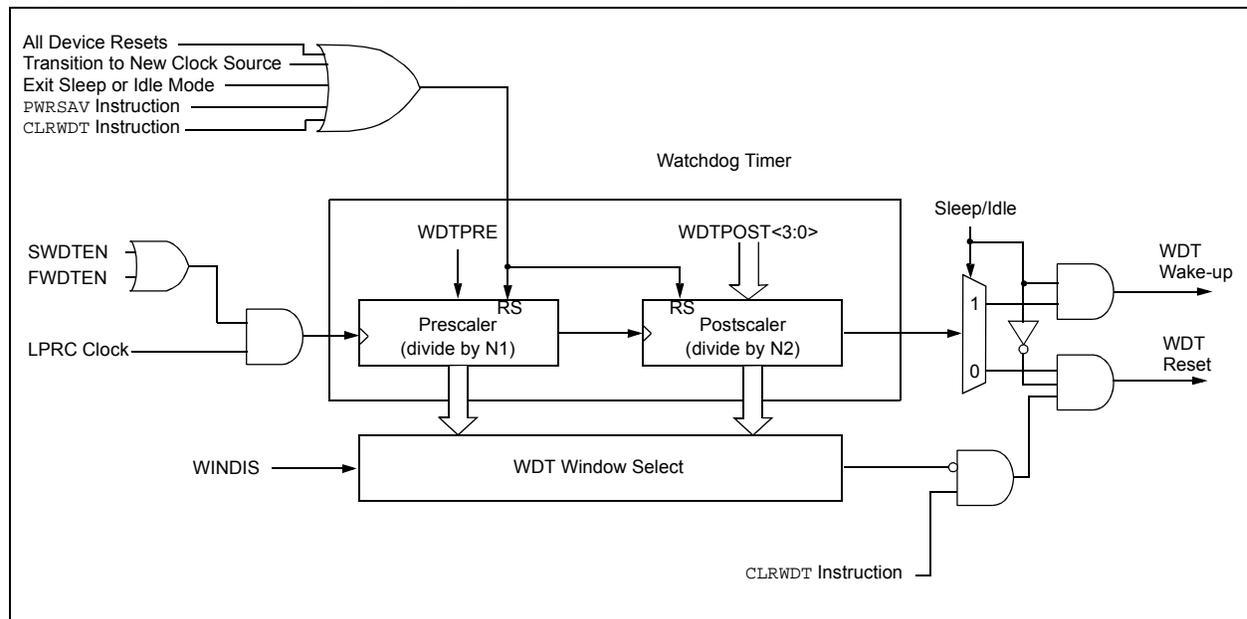 All Device Resets
Transition to New Clock Source
Exit Sleep or Idle Mode
PWRSAV Instruction
CLRWDT Instruction
Watchdog Timer
Sleep/Idle
WDTPRE
WDTPOST<3:0>
SWDTEN
FWDTEN
WDT
Wake-up
RS
RS
1
Prescaler
(divide by N1)
Postscaler
(divide by N2)
LPRC Clock
WDT
Reset
0
WINDIS
WDT Window Select
CLRWDT Instruction